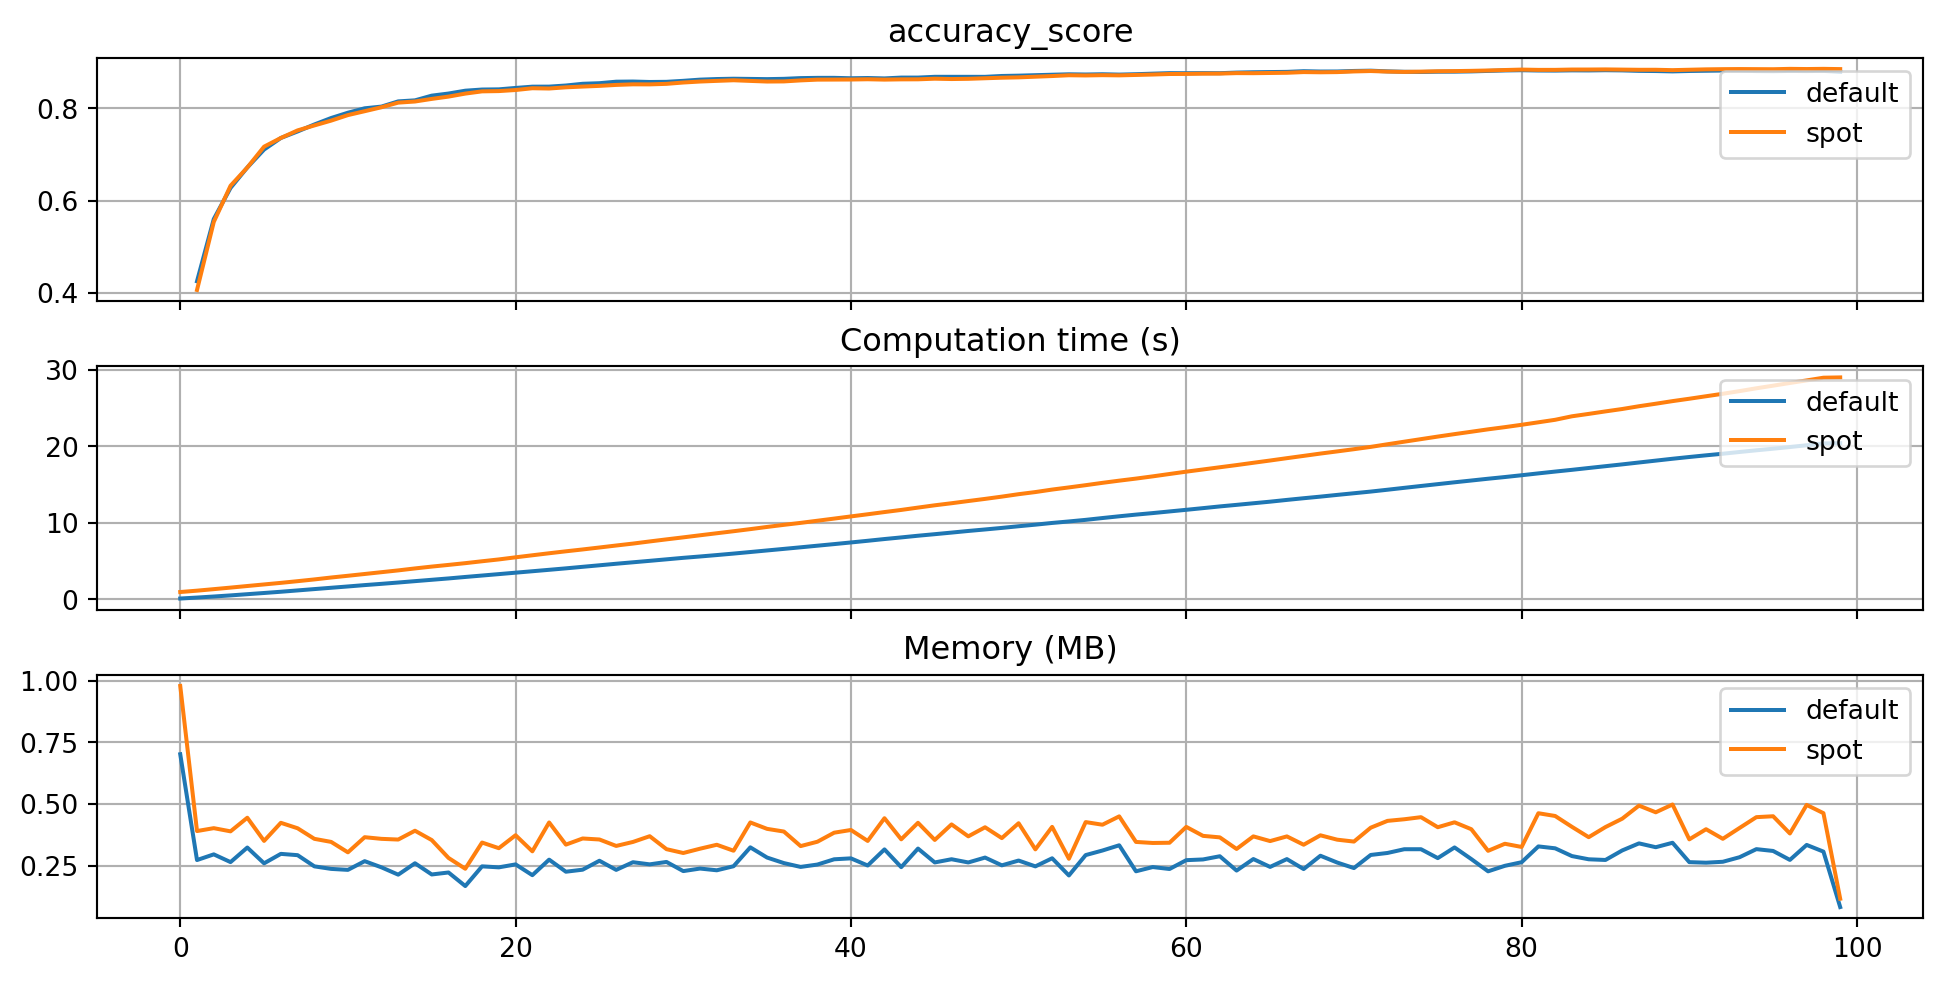 accuracy_score
0.8
0.6
0.4
default
spot
Computation time (s)
30
20
10
0
default
spot
Memory (MB)
1.00
0.75
0.50
0.25
default
spot
0 20 40 60 80 100